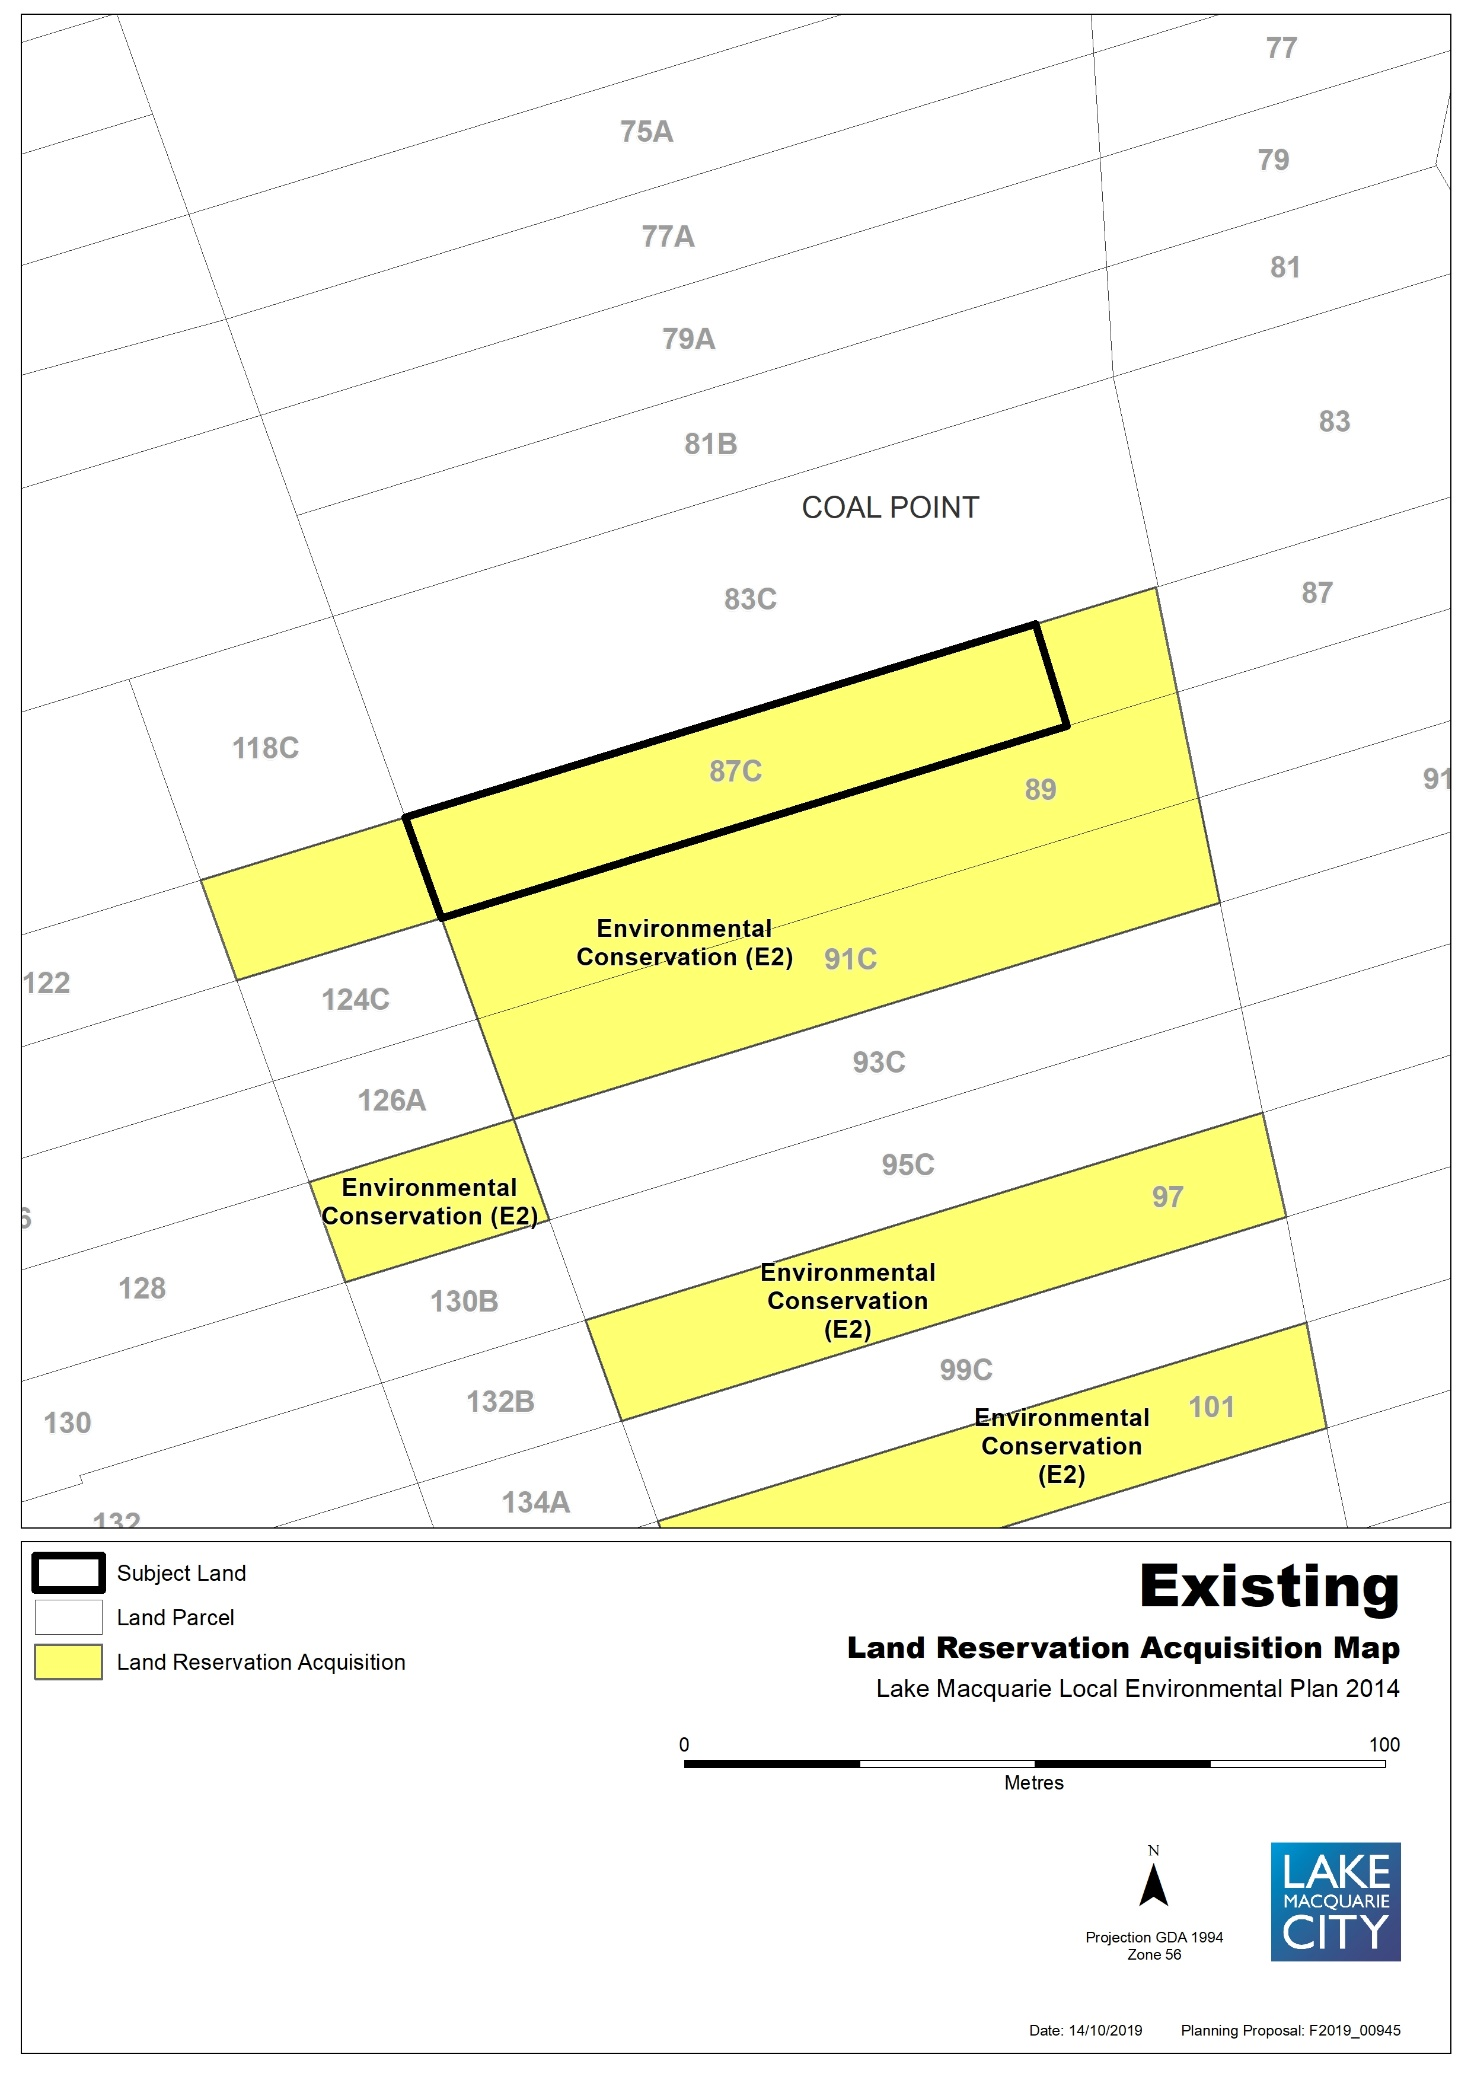 77
75A
79
77A
81
79A
83
81B
COAL POINT
87
83C
118C
87C
91
89
Environmental
Conservation (E2)
91C
122
124C
93C
126A
95C
Environmental
Conservation (E2)
97
128
Environmental
Conservation
(E2)
130B
99C
132B
101
130
Environmental
Conservation
(E2)
134A
132
Subject Land
Land Parcel
Land Reservation Acquisition
Existing
Land Reservation Acquisition Map
Lake Macquarie Local Environmental Plan 2014
0 100
Metres
N
Projection GDA 1994
Zone 56
LAKE
MACQUARIE
CITY
Date: 14/10/2019 Planning Proposal: F2019_00945